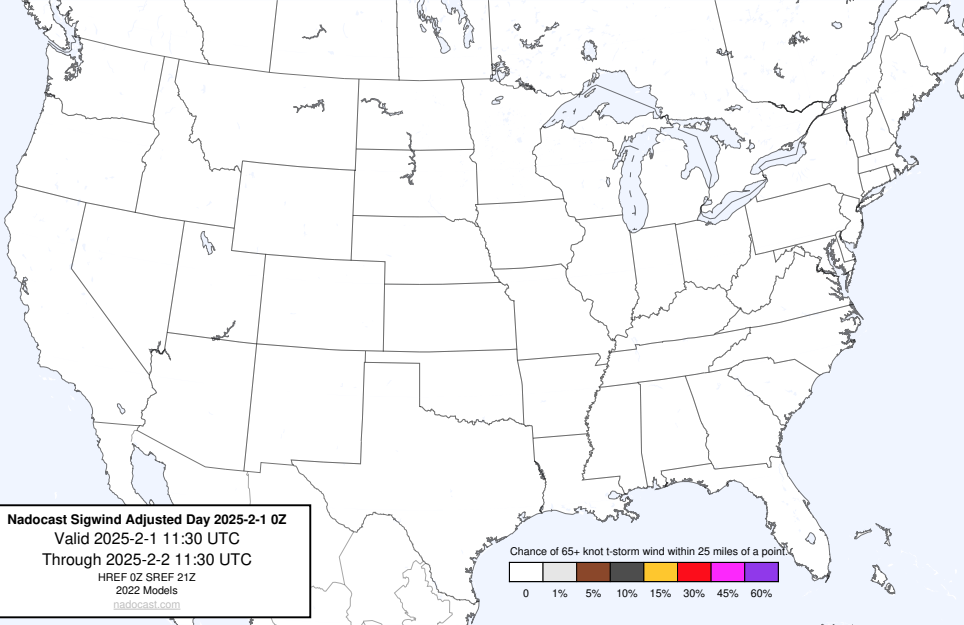 Nadocast Sigwind Adjusted Day 2025-2-1 0Z
Valid 2025-2-1 11:30 UTC
Through 2025-2-2 11:30 UTC
HREF 0Z SREF 21Z
2022 Models
nadocast.com
Chance of 65+ knot t-storm wind within 25 miles of a point.
0 1% 5% 10% 15% 30% 45% 60%